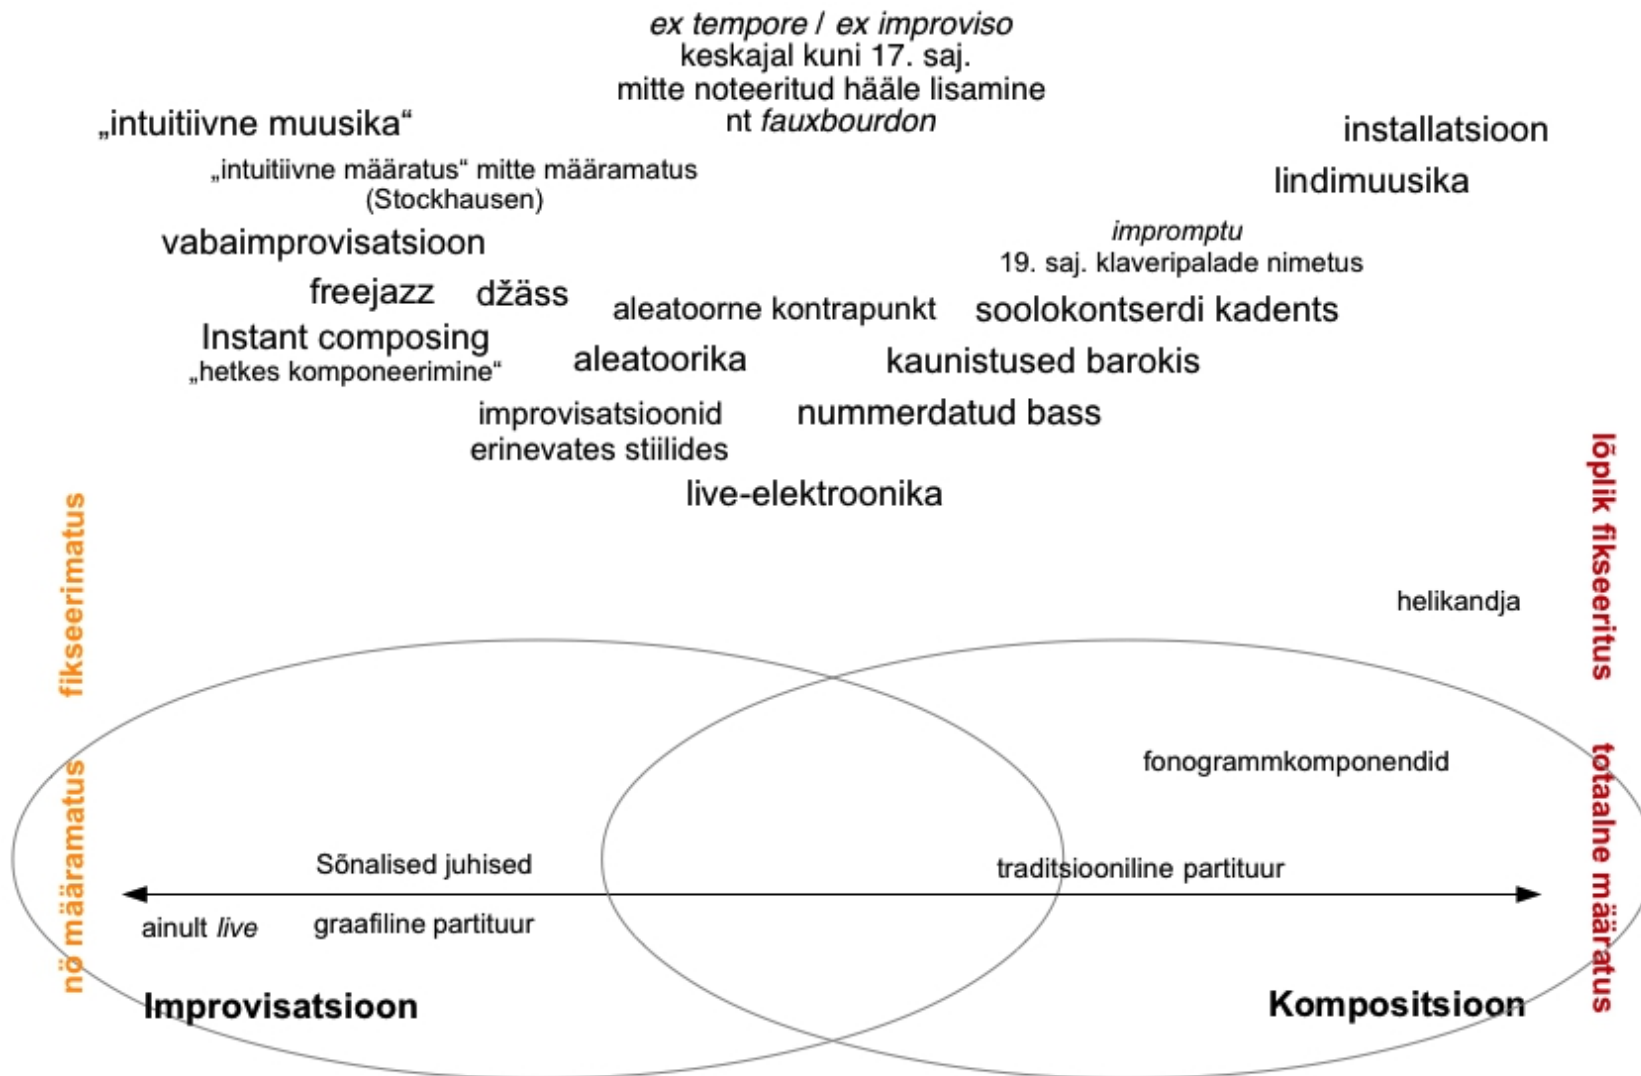 ex tempore / ex improviso
keskajal kuni 17. saj.
mitte noteeritud hääle lisamine
nt fauxbourdon
„intuitiivne muusika“
installatsioon
„intuitiivne määratus“ mitte määramatus
(Stockhausen)
lindimuusika
vabaimprovisatsioon
impromptu
19. saj. klaveripalade nimetus
freejazz
džäss
aleatoorne kontrapunkt
soolokontserdi kadents
Instant composing
„hetkes komponeerimine“
aleatoorika
kaunistused barokis
improvisatsioonid
erinevates stiilides
nummerdatud bass
live-elektroonika
fikseerimatus
lõplik fikseeritus
helikandja
fonogrammkomponendid
nö määramatus
totaalne määratus
Sõnalised juhised
traditsiooniline partituur
ainult live
graafiline partituur
Improvisatsioon
Kompositsioon